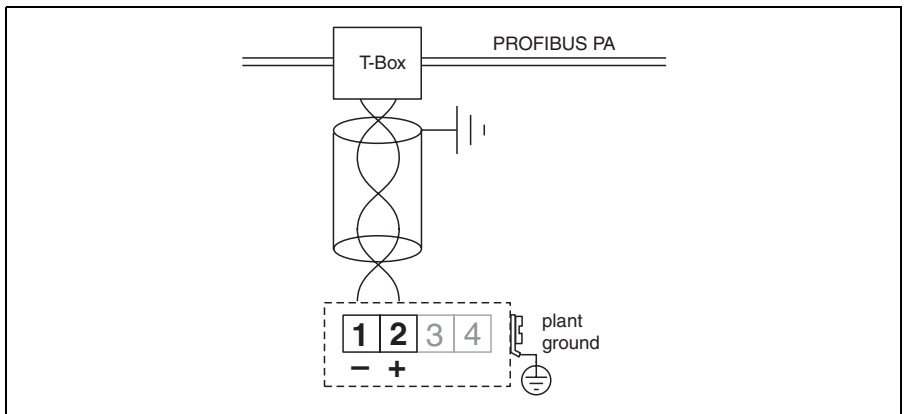 PROFIBUS PA
T-Box
1 2 3 4
– +
plant
ground